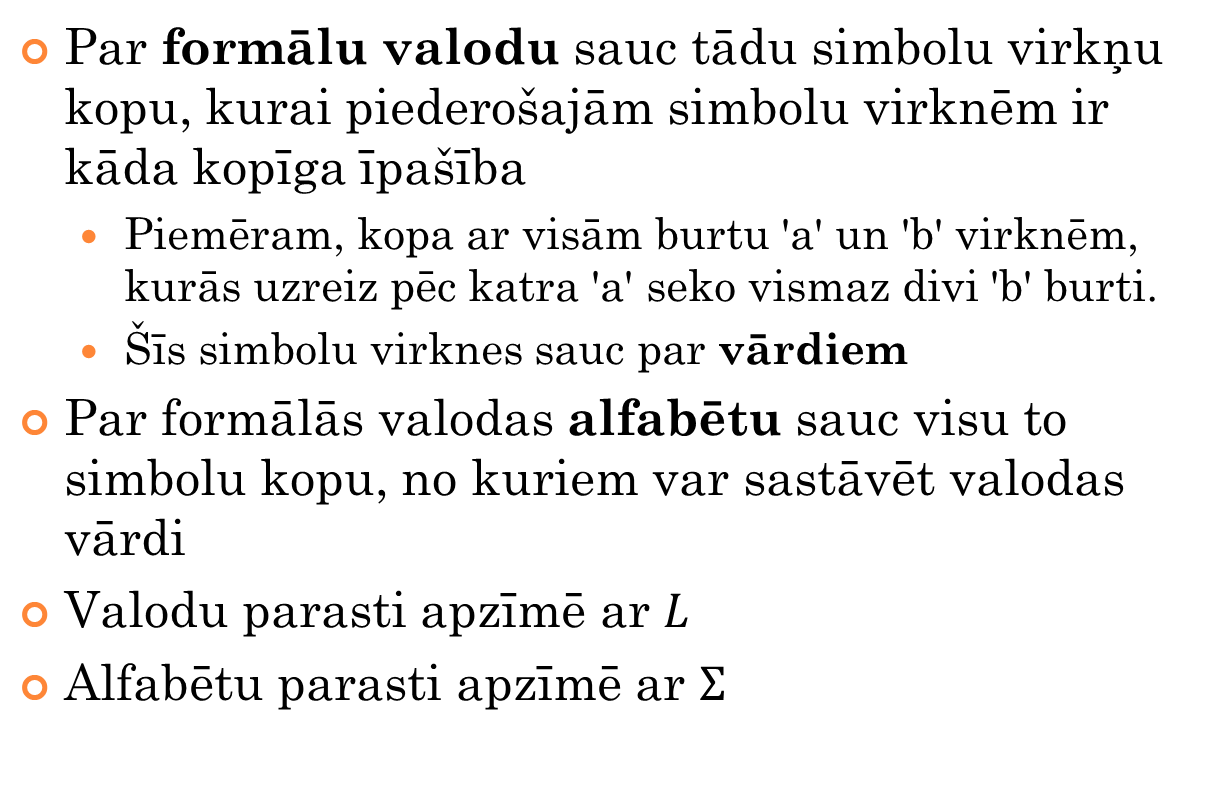 Par formālu valodu sauc tādu simbolu virkņu
kopu, kurai piederošajām simbolu virknēm ir
kāda kopīga īpašība
Piemēram, kopa ar visām burtu 'a' un 'b' virknēm,
kurās uzreiz pēc katra 'a' seko vismaz divi 'b' burti.
Šīs simbolu virknes sauc par vārdiem
Par formālās valodas alfabētu sauc visu to
simbolu kopu, no kuriem var sastāvēt valodas
vārdi
Valodu parasti apzīmē ar L
Alfabētu parasti apzīmē ar Σ